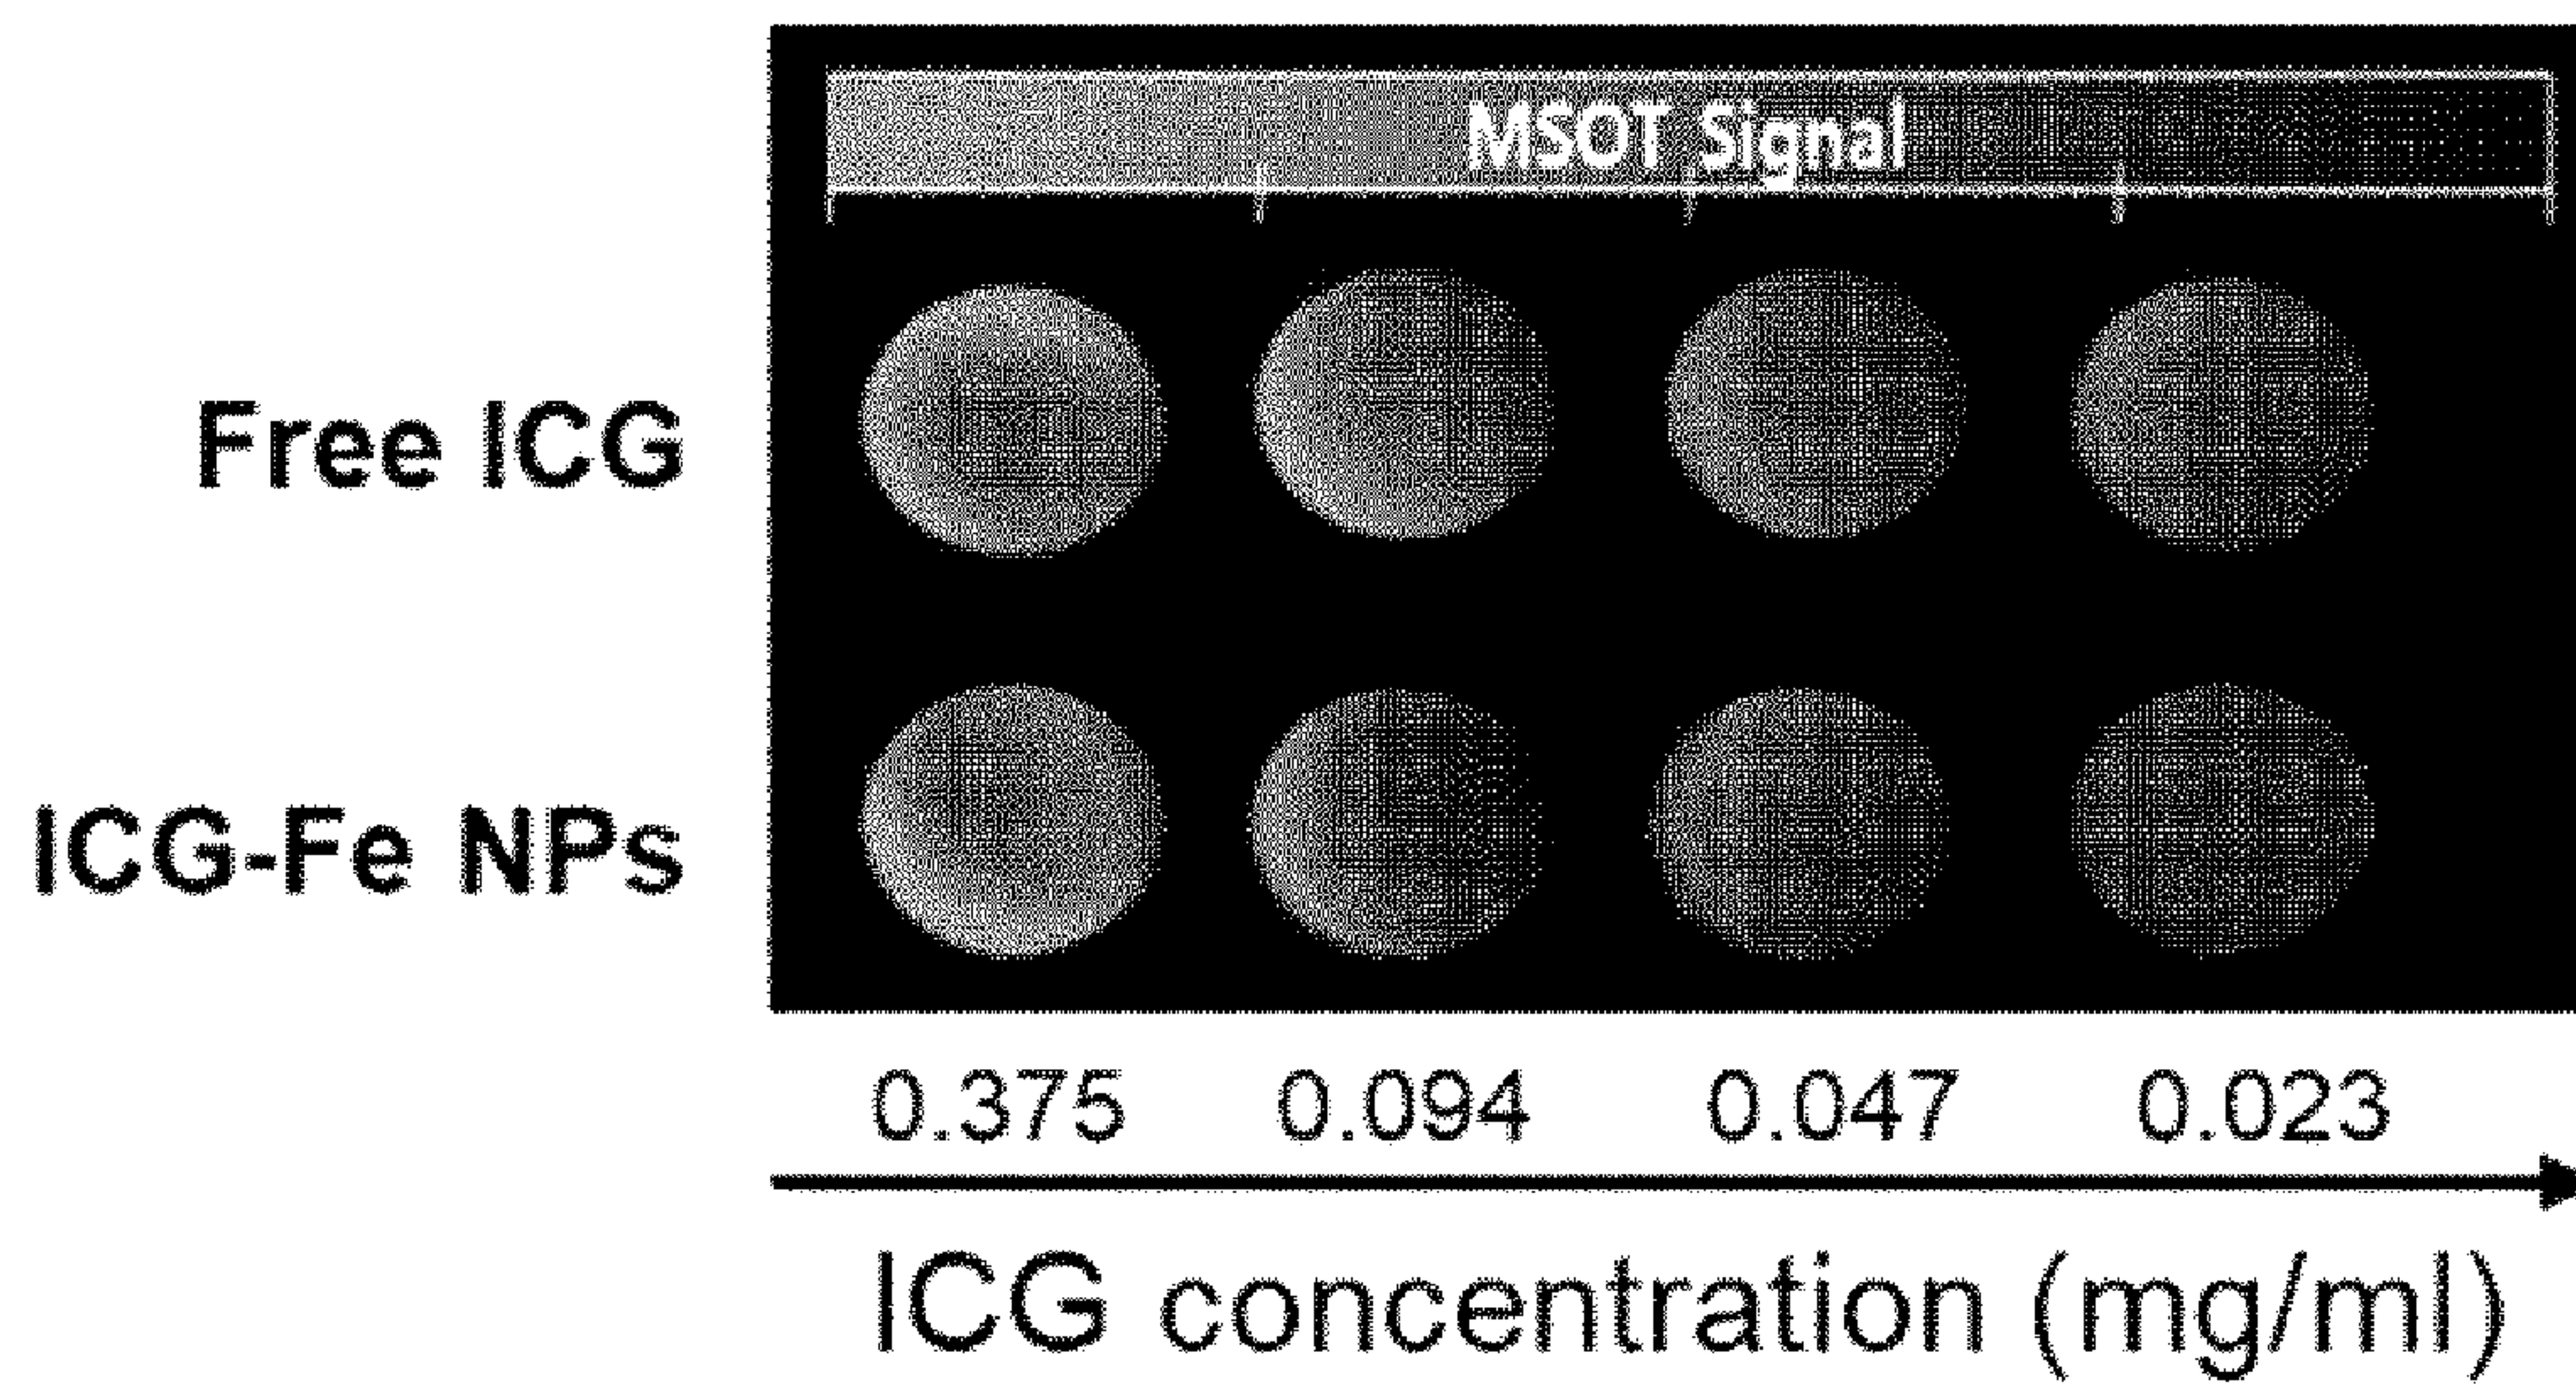 MSOT Signal
Free ICG
ICG-Fe NPs
0.375 0.094 0.047 0.023
ICG concentration (mg/ml)